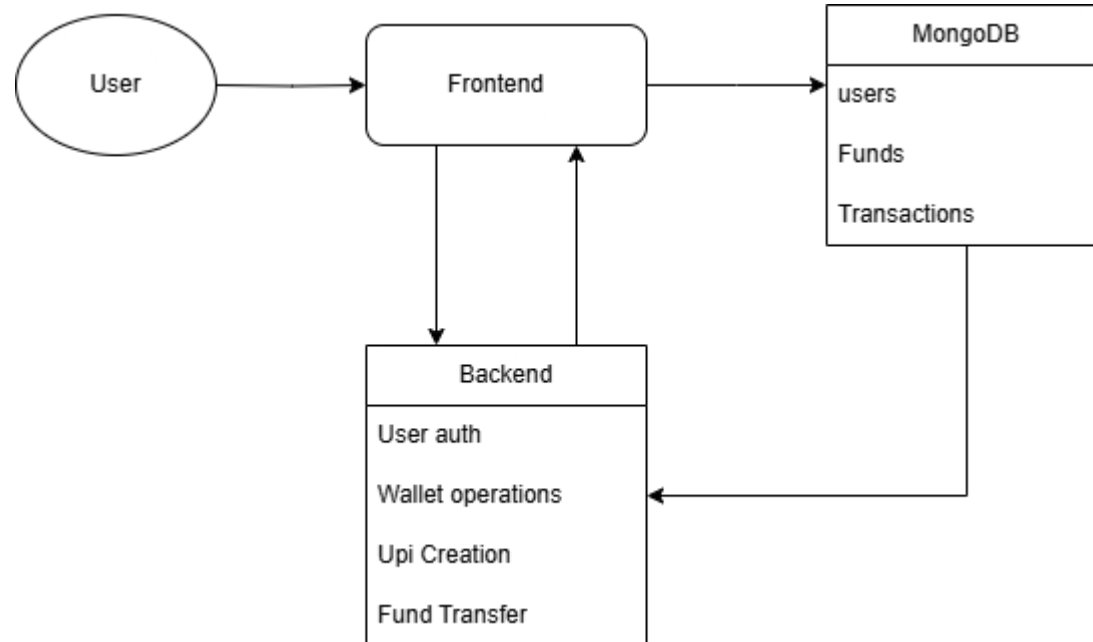 User
Frontend
MongoDB
users
Funds
Transactions
Backend
User auth
Wallet operations
Upi Creation
Fund Transfer